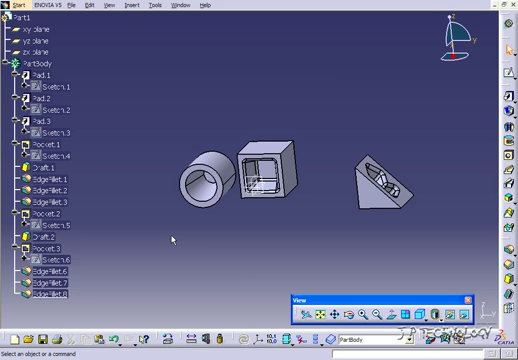 Start ENOVIA V5 File Edit View Insert Tools Window Help
Part1
xy plane
yz plane
zx plane
PartBody
Pad.1
Sketch.1
Pad.2
Sketch.2
Pad.3
Sketch.3
Pocket.1
Sketch.4
Draft.1
EdgeFillet.1
EdgeFillet.2
EdgeFillet.3
Pocket.2
Sketch.5
Draft.2
Pocket.3
Sketch.6
EdgeFillet.6
EdgeFillet.7
EdgeFillet.8
z
y
View
PartBody
J.P TECHNOLOGY
CATIA
Select an object or a command